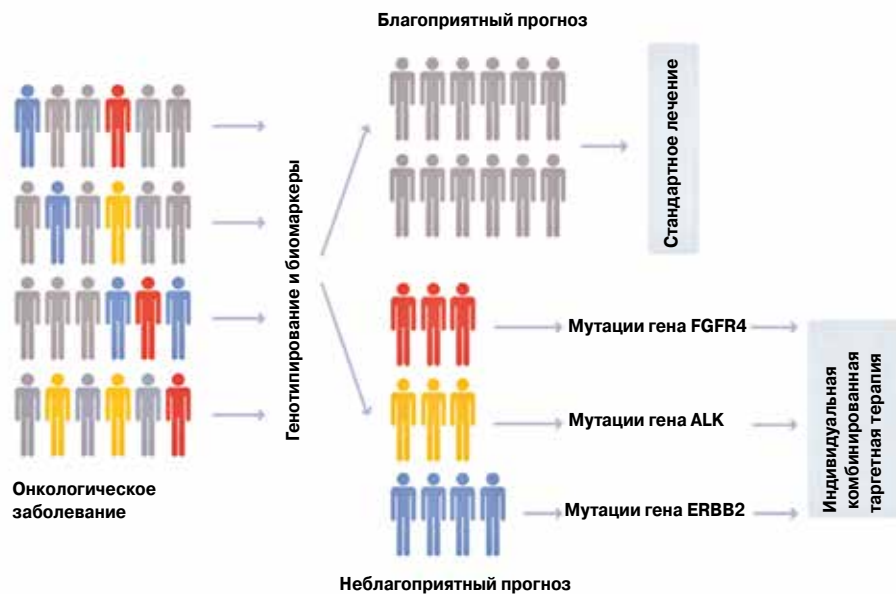 Благоприятный прогноз
Онкологическое
заболевание
Генотипирование и биомаркеры
Стандартное лечение
Мутации гена FGFR4
Мутации гена ALK
Мутации гена ERBB2
Индивидуальная
комбинированная
таргетная терапия
Неблагоприятный прогноз